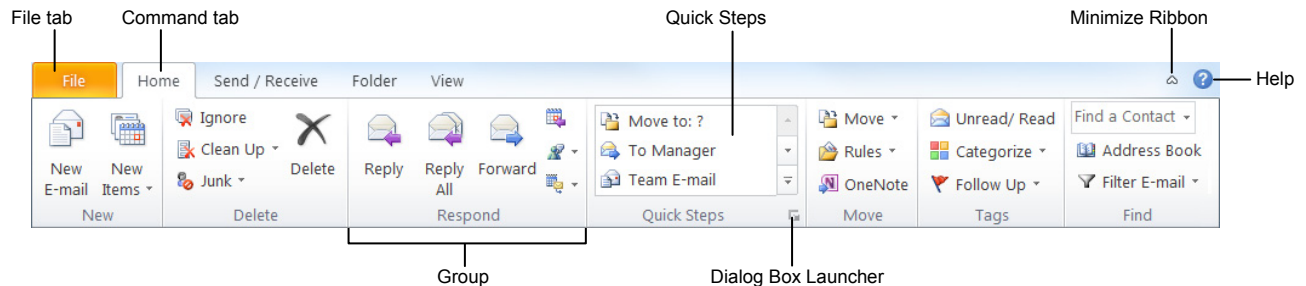 File tab Command tab Quick Steps Minimize Ribbon
File Home Send / Receive Folder View Help
Ignore Move to: ? Move Unread/ Read Find a Contact
Clean Up To Manager Rules Categorize Address Book
New New Delete Reply Reply Forward
E-mail Items Junk All Team E-mail OneNote Follow Up Filter E-mail
New Delete Respond Quick Steps Move Tags Find
Group Dialog Box Launcher